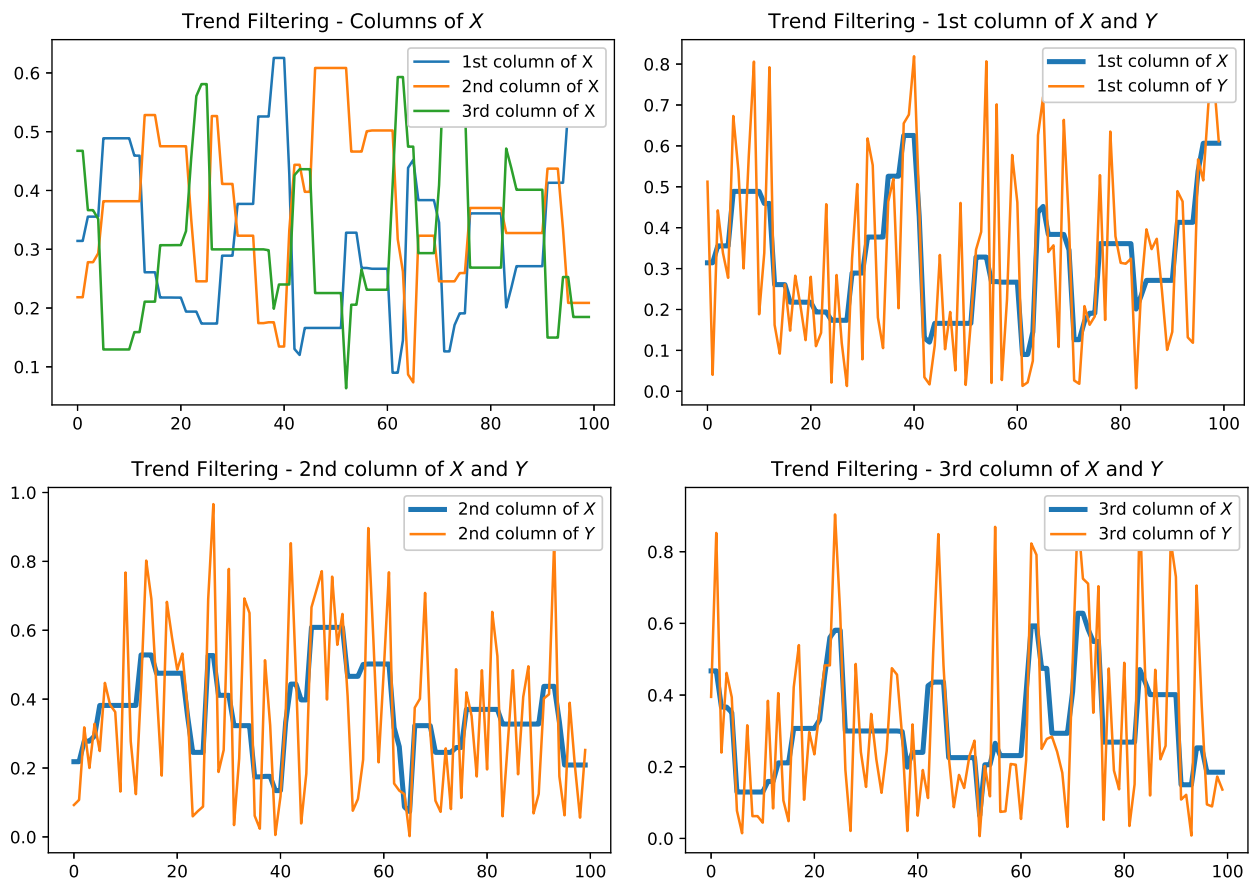 Trend Filtering - Columns of X
1st column of X
2nd column of X
3rd column of X
0.6
0.5
0.4
0.3
0.2
0.1
0 20 40 60 80 100
Trend Filtering - 1st column of X and Y
1st column of X
1st column of Y
0.8
0.7
0.6
0.5
0.4
0.3
0.2
0.1
0.0
0 20 40 60 80 100
Trend Filtering - 2nd column of X and Y
2nd column of X
2nd column of Y
1.0
0.8
0.6
0.4
0.2
0.0
0 20 40 60 80 100
Trend Filtering - 3rd column of X and Y
3rd column of X
3rd column of Y
0.8
0.6
0.4
0.2
0.0
0 20 40 60 80 100